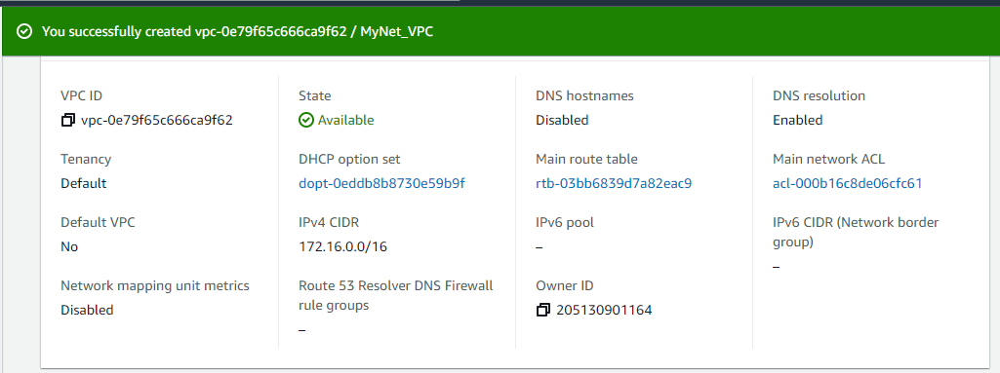 You successfully created vpc-0e79f65c666ca9f62 / MyNet_VPC
VPC ID
vpc-0e79f65c666ca9f62
State
Available
DNS hostnames
Disabled
DNS resolution
Enabled
Tenancy
Default
DHCP option set
dopt-0eddb8b8730e59b9f
Main route table
rtb-03bb6839d7a82eac9
Main network ACL
acl-000b16c8de06cfc61
Default VPC
No
IPv4 CIDR
172.16.0.0/16
IPv6 pool
–
IPv6 CIDR (Network border
group)
–
Network mapping unit metrics
Disabled
Route 53 Resolver DNS Firewall
rule groups
–
Owner ID
205130901164